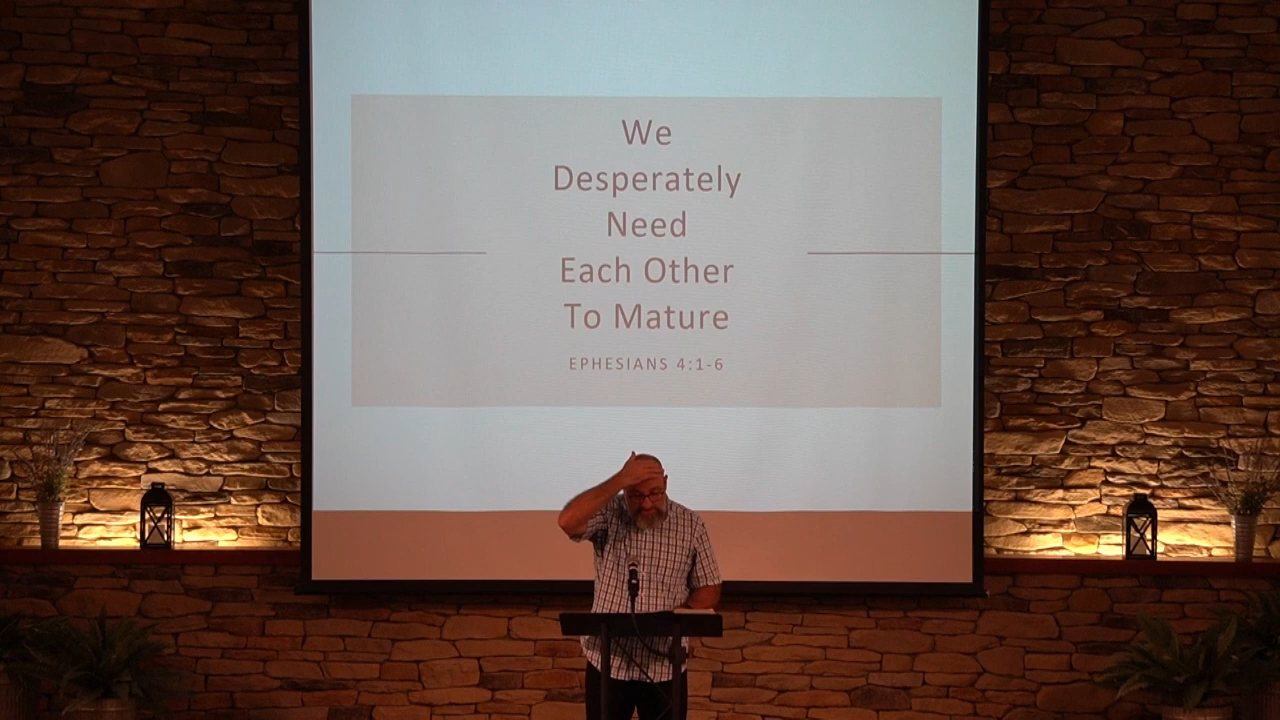 We
Desperately
Need
Each Other
To Mature
EPHESIANS 4:1-6